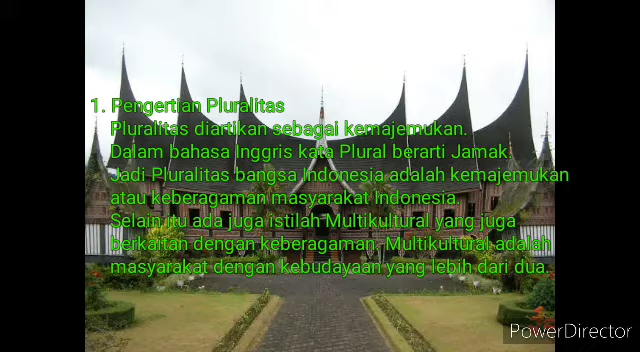 1. Pengertian Pluralitas
Pluralitas diartikan sebagai kemajemukan.
Dalam bahasa Inggris kata Plural berarti Jamak.
Jadi Pluralitas bangsa Indonesia adalah kemajemukan
atau keberagaman masyarakat Indonesia.
Selain itu ada juga istilah Multikultural yang juga
berkaitan dengan keberagaman. Multikultural adalah
masyarakat dengan kebudayaan yang lebih dari dua.
PowerDirector